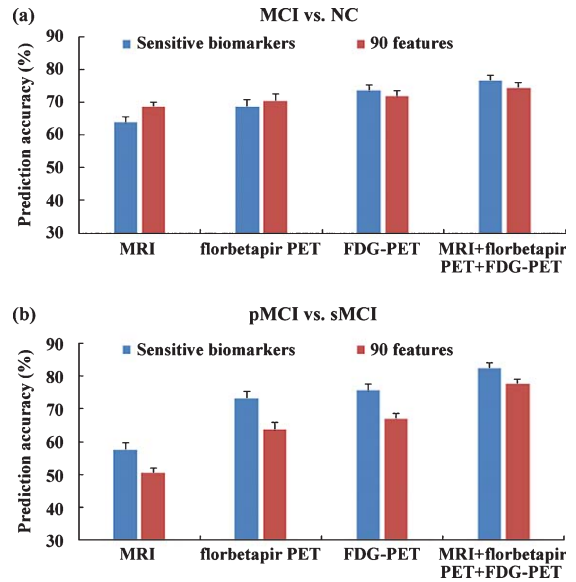 (a) MCI vs. NC
Sensitive biomarkers 90 features
Prediction accuracy (%)
90
80
70
60
50
40
30
MRI florbetapir PET FDG-PET MRI+florbetapir
PET+FDG-PET
(b) pMCI vs. sMCI
Sensitive biomarkers 90 features
Prediction accuracy (%)
90
80
70
60
50
40
30
MRI florbetapir PET FDG-PET MRI+florbetapir
PET+FDG-PET